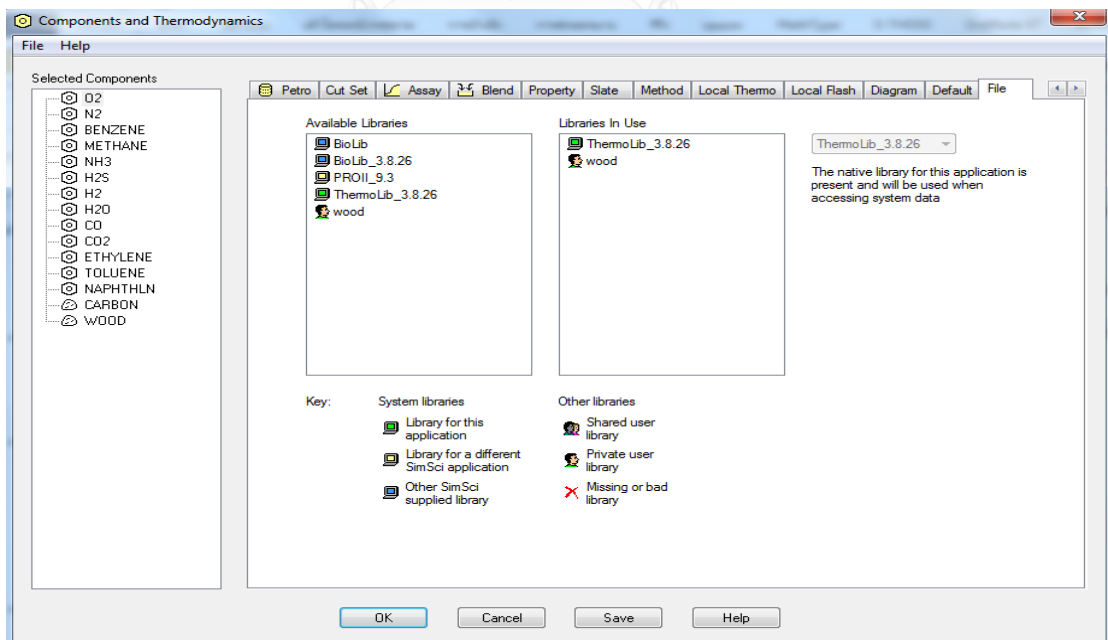 Components and Thermodynamics
File Help
Selected Components
O2
N2
BENZENE
METHANE
NH3
H2S
H2
H2O
CO
CO2
ETHYLENE
TOLUENE
NAPHTHLN
CARBON
WOOD
Petro Cut Set Assay Blend Property Slate Method Local Thermo Local Flash Diagram Default File
Available Libraries
BioLib
BioLib_3.8.26
PROII_9.3
ThermoLib_3.8.26
wood
Libraries In Use
ThermoLib_3.8.26
wood
ThermoLib_3.8.26
The native library for this application is
present and will be used when
accessing system data
Key:
System libraries
Library for this
application
Library for a different
SimSci application
Other SimSci
supplied library
Other libraries
Shared user
library
Private user
library
Missing or bad
library
OK Cancel Save Help